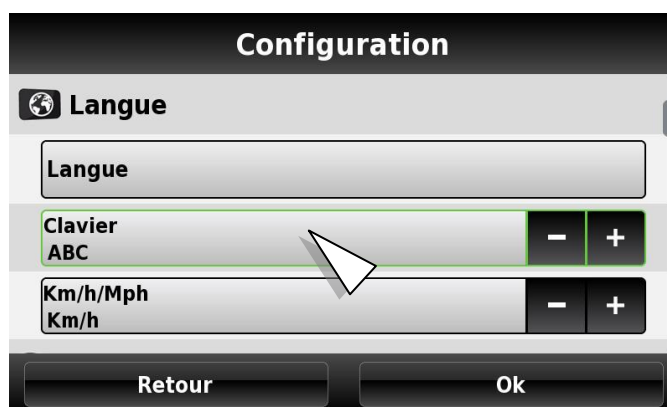 Configuration
Langue
Langue
Clavier
ABC
− +
Km/h/Mph
Km/h
− +
Retour Ok